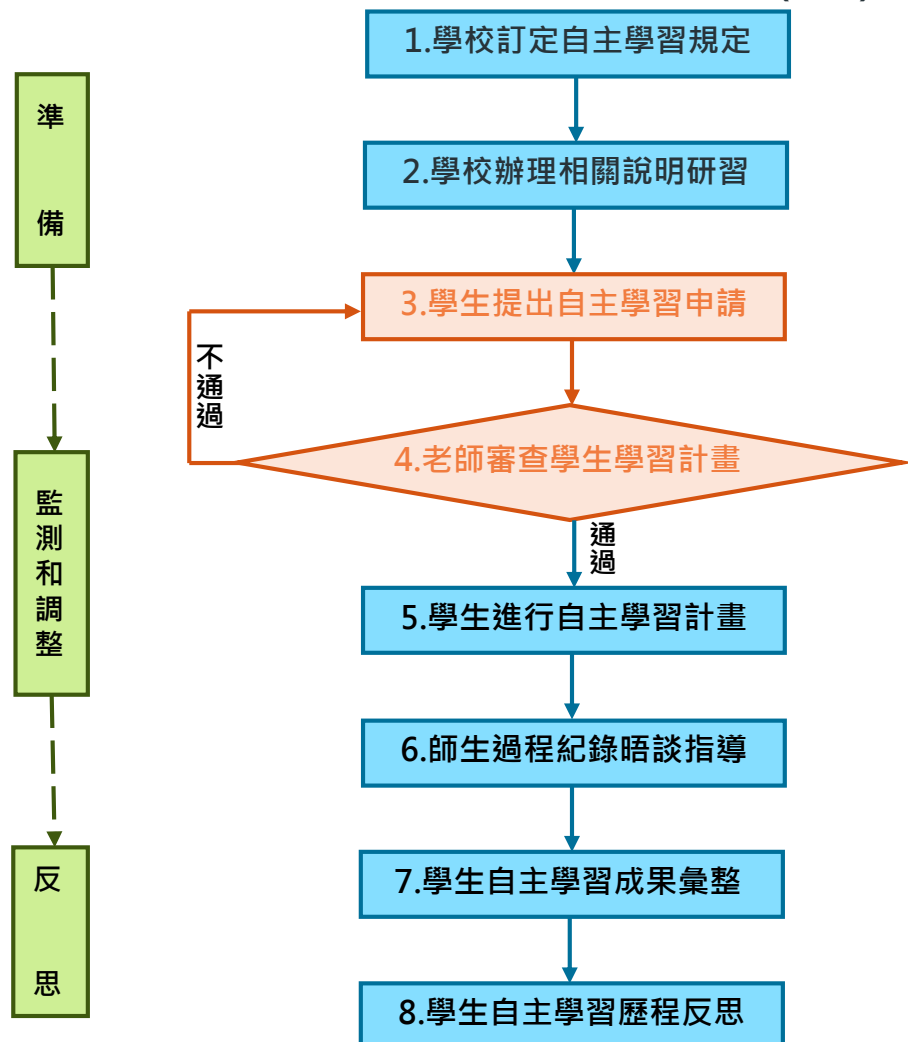 1.學校訂定自主學習規定
準備
2.學校辦理相關說明研習
3.學生提出自主學習申請
不通過
4.老師審查學生學習計畫
監測和調整
通過
5.學生進行自主學習計畫
6.師生過程紀錄晤談指導
反思
7.學生自主學習成果彙整
8.學生自主學習歷程反思